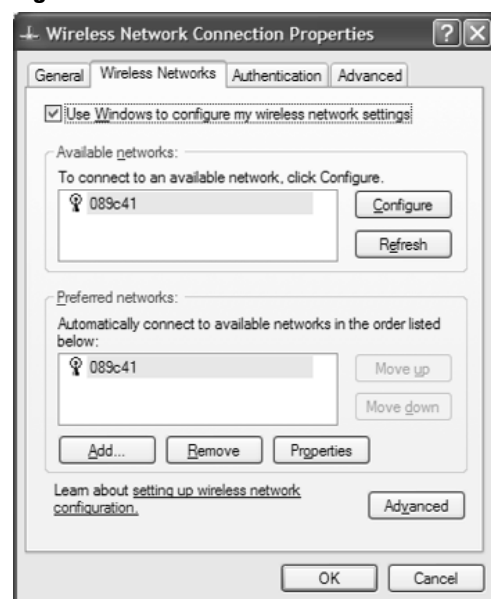 Wireless Network Connection Properties
General Wireless Networks Authentication Advanced
Use Windows to configure my wireless network settings
Available networks:
To connect to an available network, click Configure.
089c41
Configure
Refresh
Preferred networks:
Automatically connect to available networks in the order listed
below:
089c41
Move up
Move down
Add... Remove Properties
Learn about setting up wireless network
configuration.
Advanced
OK Cancel